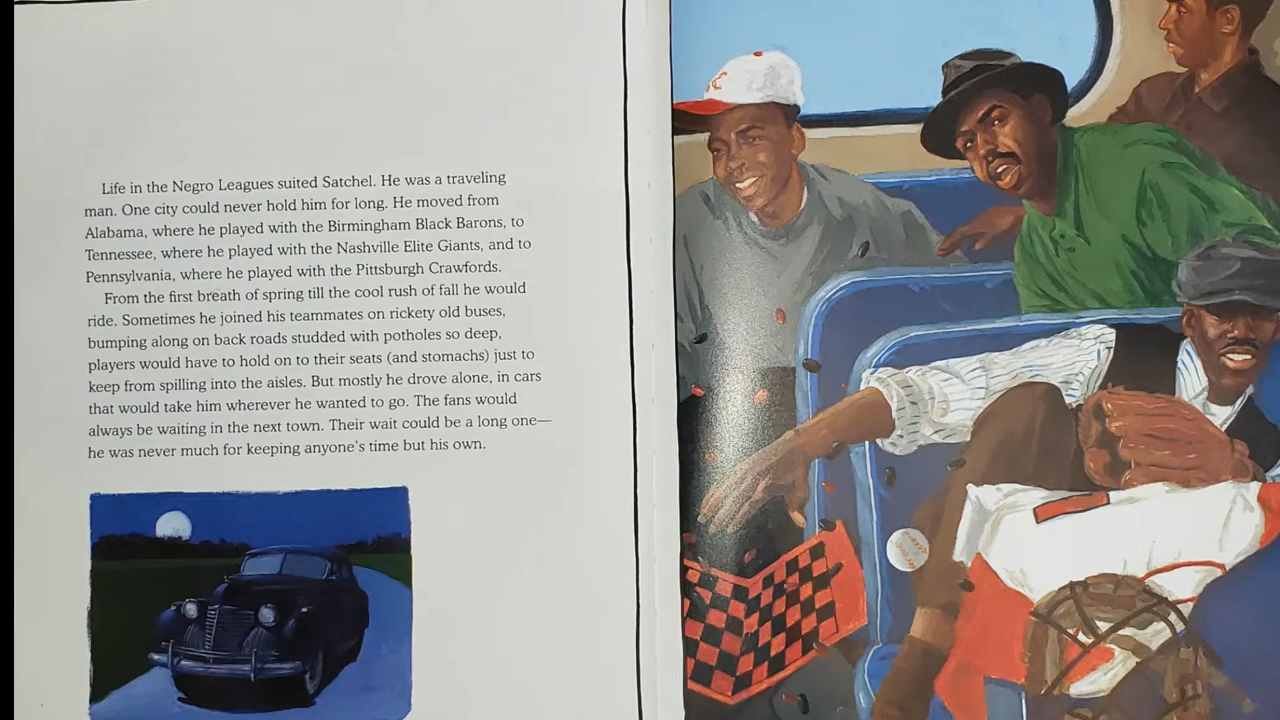 Life in the Negro Leagues suited Satchel. He was a traveling
man. One city could never hold him for long. He moved from
Alabama, where he played with the Birmingham Black Barons, to
Tennessee, where he played with the Nashville Elite Giants, and to
Pennsylvania, where he played with the Pittsburgh Crawfords.
From the first breath of spring till the cool rush of fall he would
ride. Sometimes he joined his teammates on rickety old buses,
bumping along on back roads studded with potholes so deep,
players would have to hold on to their seats (and stomachs) just to
keep from spilling into the aisles. But mostly he drove alone, in cars
that would take him wherever he wanted to go. The fans would
always be waiting in the next town. Their wait could be a long one—
he was never much for keeping anyone's time but his own.